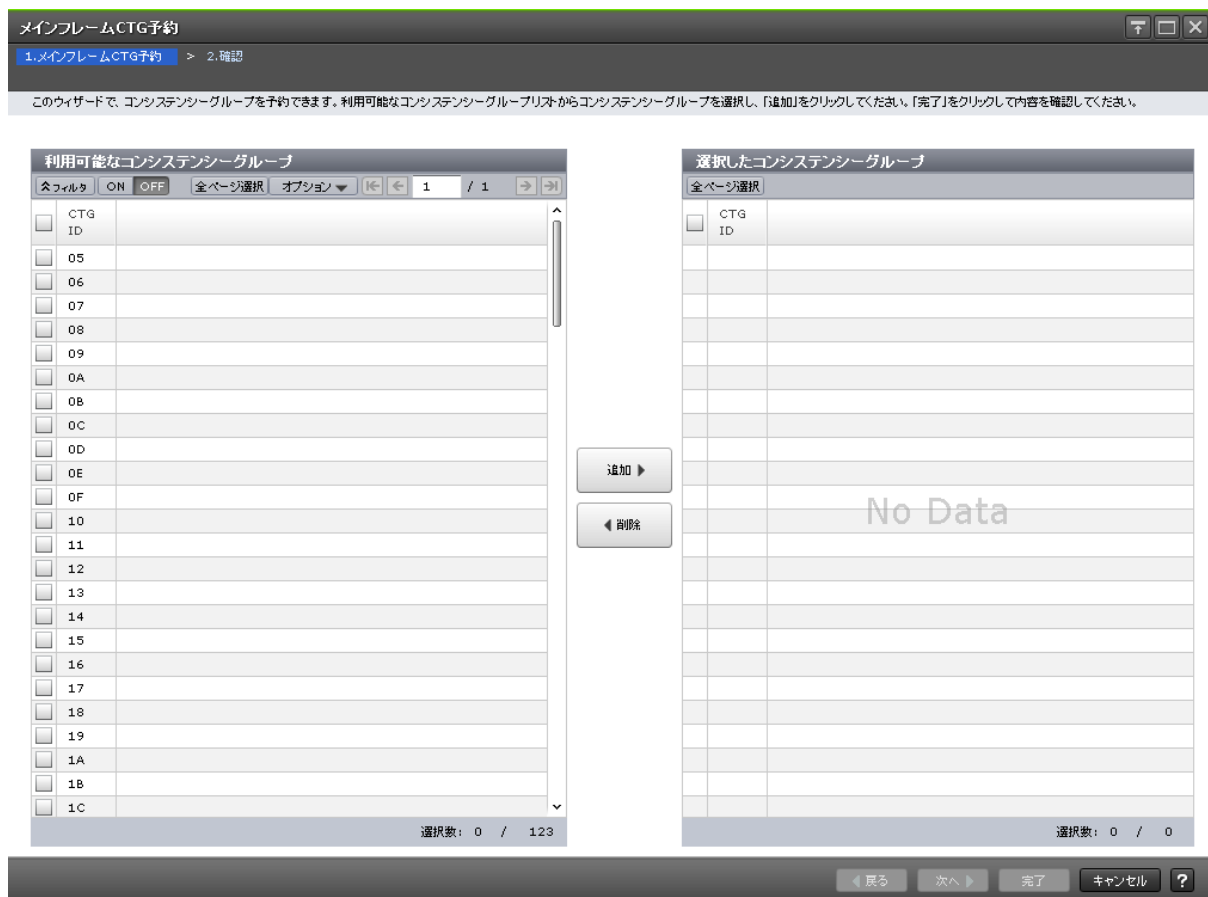 メインフレームCTG予約
1.メインフレームCTG予約 > 2.確認
このウィザードで、コンシステンシーグループを予約できます。利用可能なコンシステンシーグループリストからコンシステンシーグループを選択し、「追加」をクリックしてください。「完了」をクリックして内容を確認してください。
利用可能なコンシステンシーグループ
フィルタ ON OFF 全ページ選択 オプション 1 / 1
CTG
ID
05
06
07
08
09
0A
0B
0C
0D
0E
0F
10
11
12
13
14
15
16
17
18
19
1A
1B
1C
選択数: 0 / 123
追加
削除
選択したコンシステンシーグループ
全ページ選択
CTG
ID
No Data
選択数: 0 / 0
戻る 次へ 完了 キャンセル ?